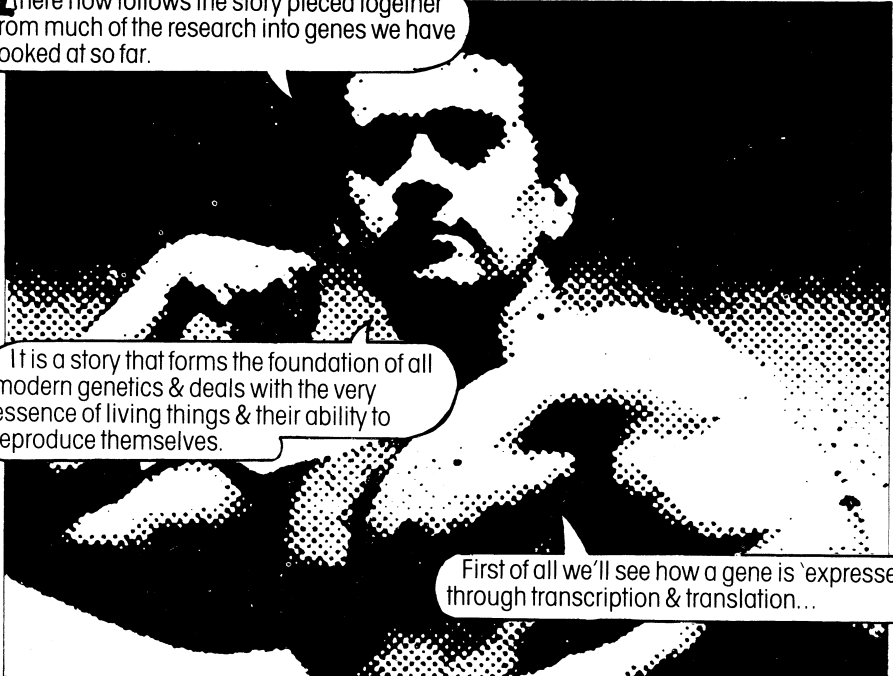 there now follows the story pieced together
rom much of the research into genes we have
ooked at so far.
It is a story that forms the foundation of all
modern genetics & deals with the very
essence of living things & their ability to
eproduce themselves.
First of all we'll see how a gene is 'expresse
through transcription & translation...